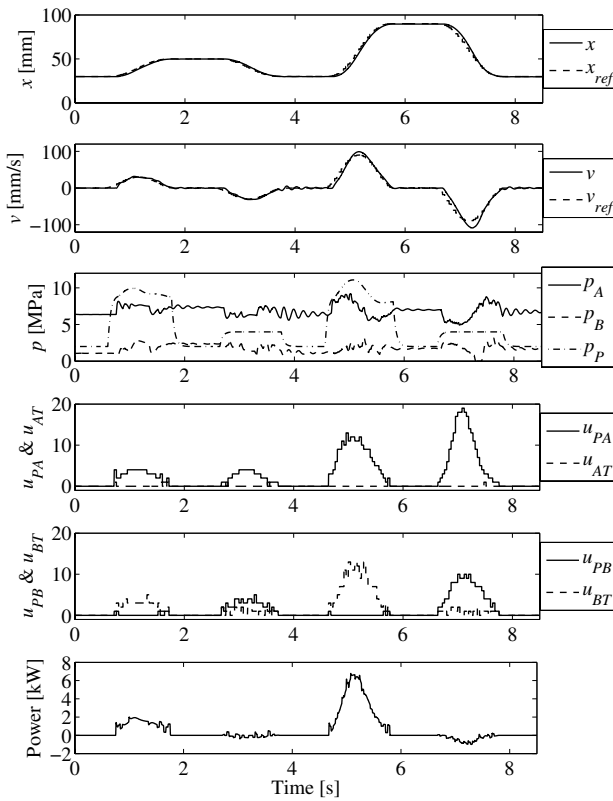 100
50
0
x [mm]
0 2 4 6 8
x
x_ref
100
0
−100
v [mm/s]
0 2 4 6 8
v
v_ref
10
5
0
p [MPa]
0 2 4 6 8
p_A
p_B
p_P
20
10
0
u_PA & u_AT
0 2 4 6 8
u_PA
u_AT
20
10
0
u_PB & u_BT
0 2 4 6 8
u_PB
u_BT
6
4
2
0
−2
Power [kW]
0 2 4 6 8
Time [s]